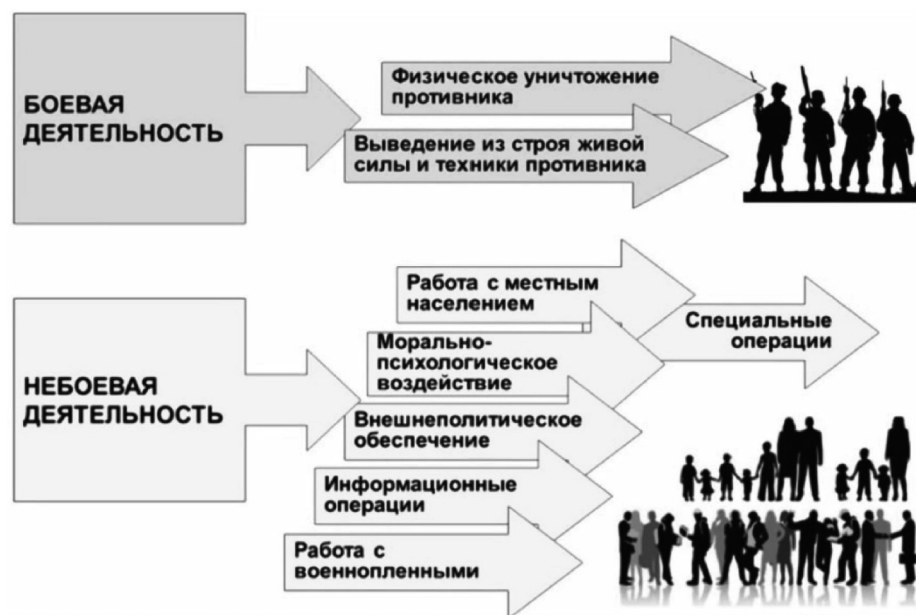 БОЕВАЯ
ДЕЯТЕЛЬНОСТЬ
Физическое уничтожение
противника
Выведение из строя живой
силы и техники противника
НЕБОЕВАЯ
ДЕЯТЕЛЬНОСТЬ
Работа с местным
населением
Специальные
операции
Морально-
психологическое
воздействие
Внешнеполитическое
обеспечение
Информационные
операции
Работа с
военнопленными